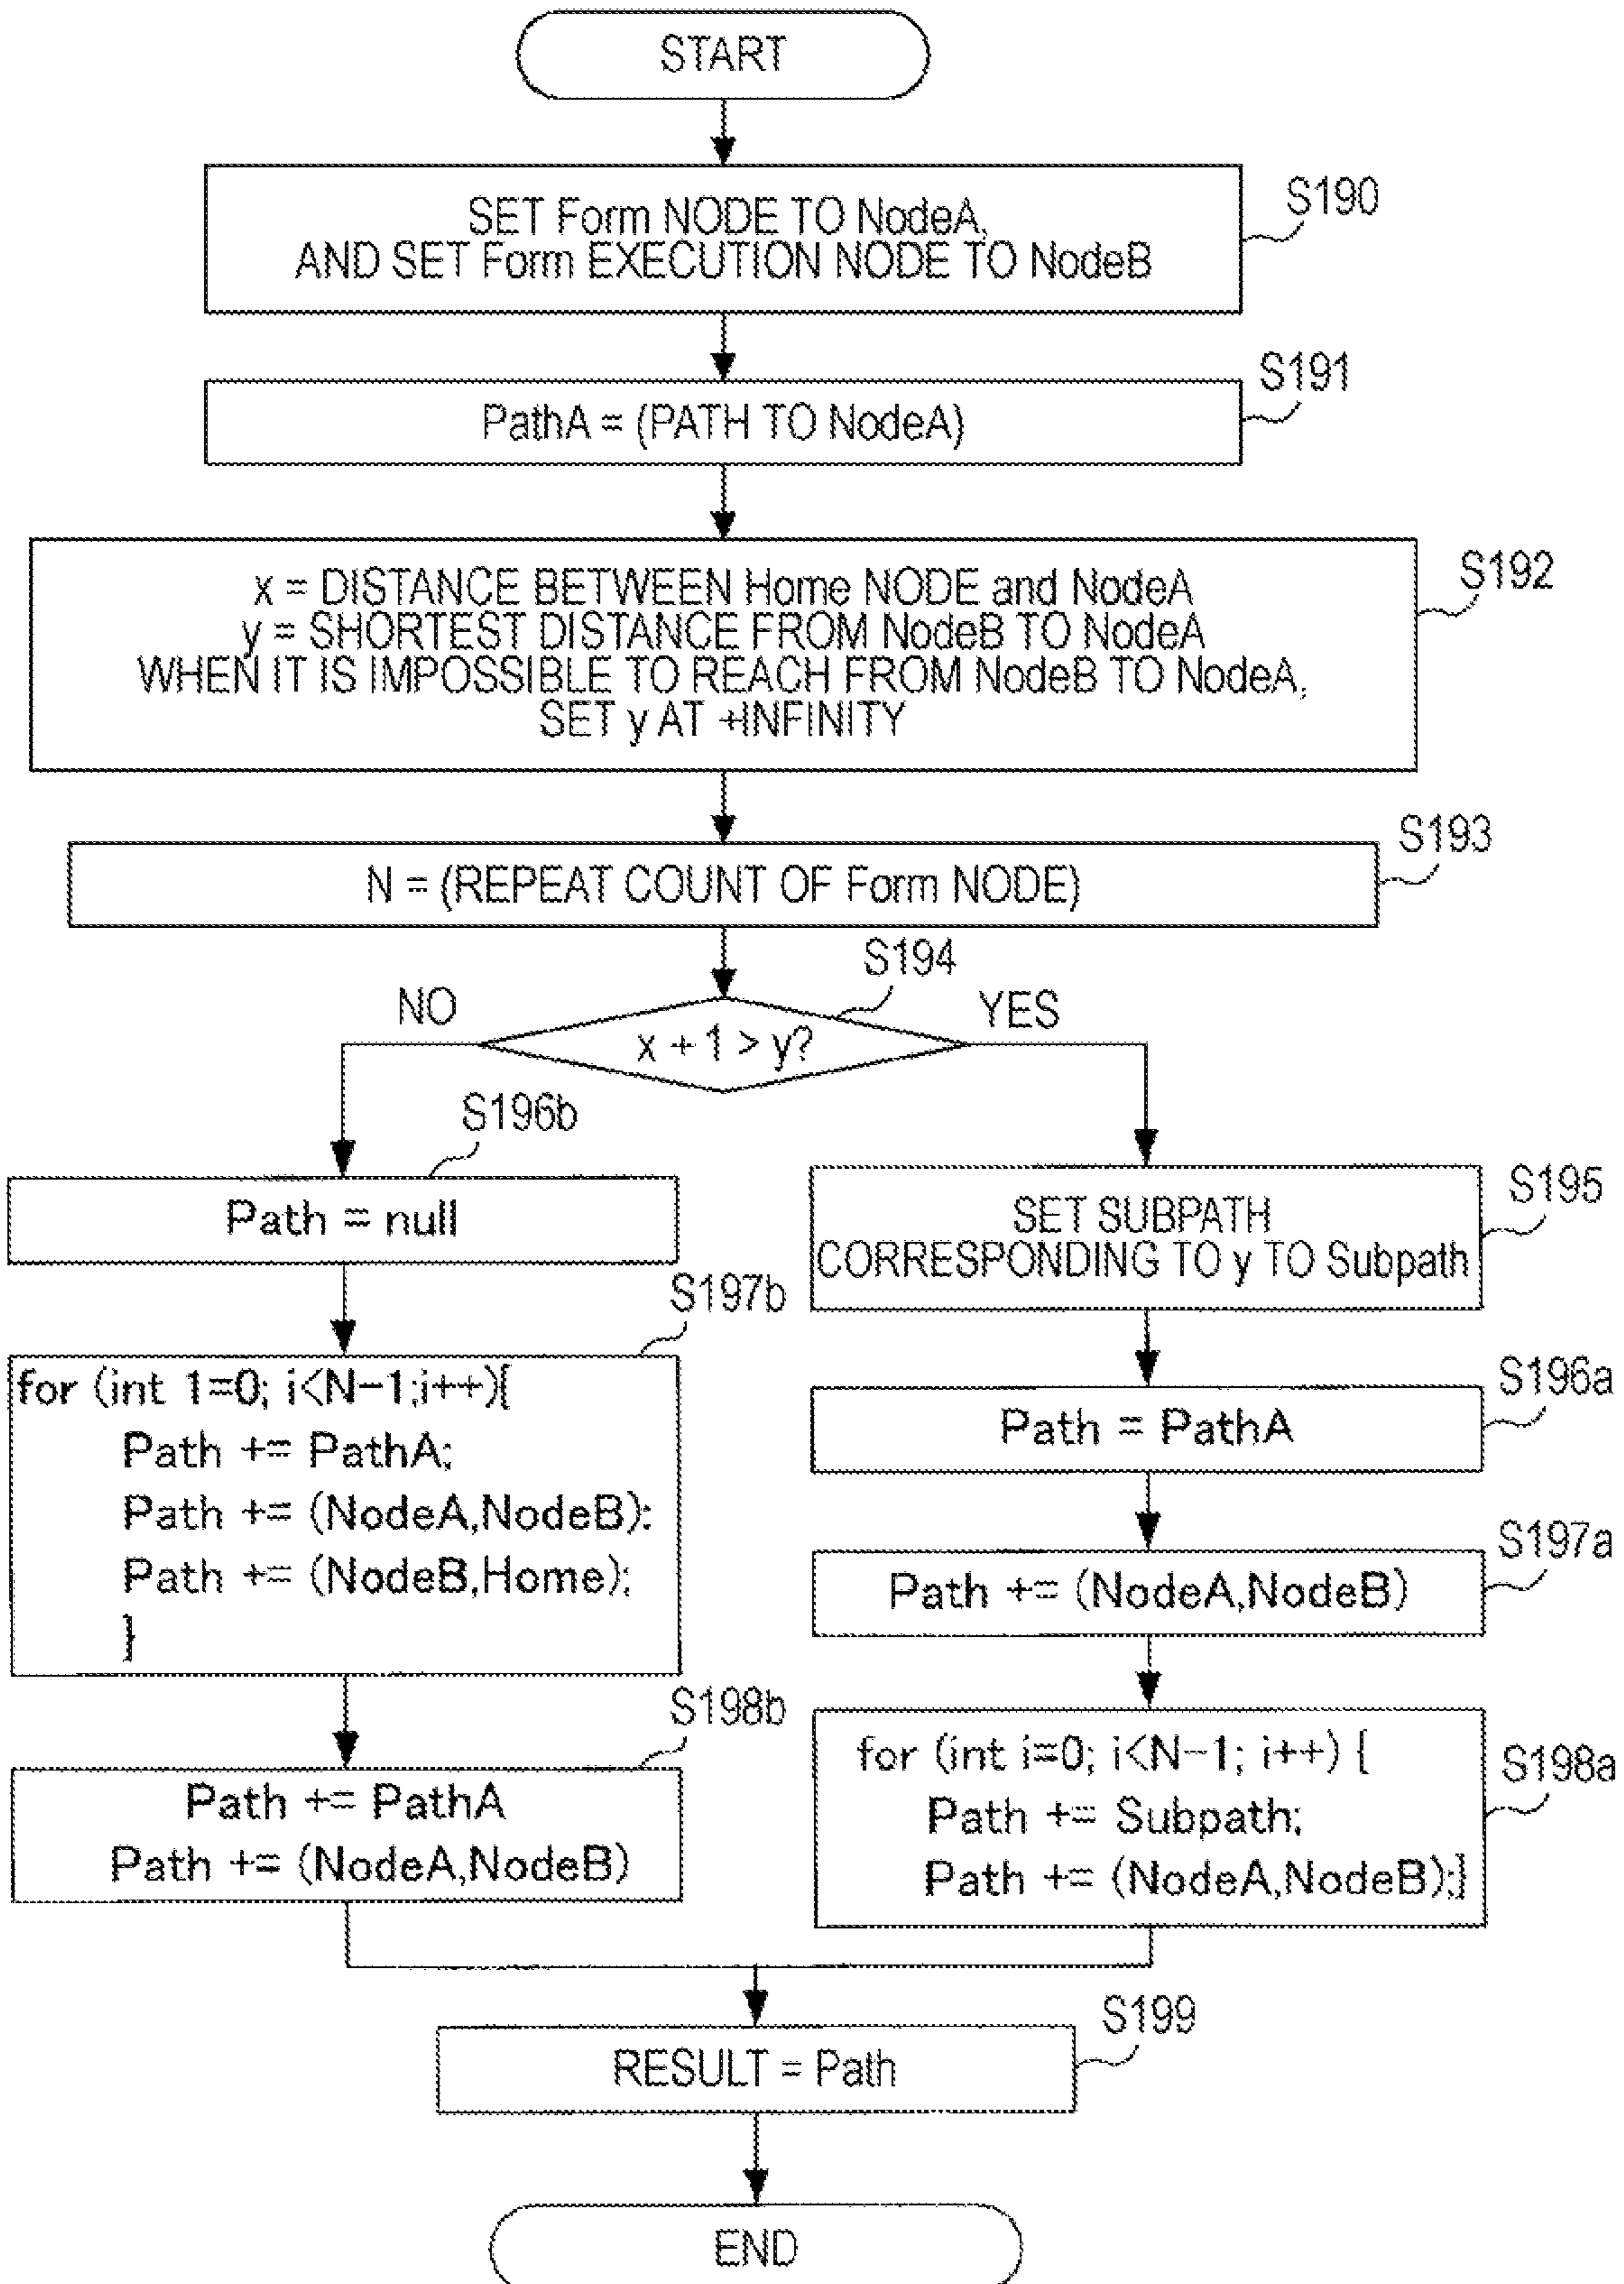 START
S190
SET Form NODE TO NodeA,
AND SET Form EXECUTION NODE TO NodeB
S191
PathA = (PATH TO NodeA)
S192
x = DISTANCE BETWEEN Home NODE and NodeA
y = SHORTEST DISTANCE FROM NodeB TO NodeA
WHEN IT IS IMPOSSIBLE TO REACH FROM NodeB TO NodeA,
SET y AT +INFINITY
S193
N = (REPEAT COUNT OF Form NODE)
S194
NO
YES
x + 1 > y?
S196b
Path = null
S197b
for (int 1=0; i<N-1;i++){
Path += PathA;
Path += (NodeA,NodeB);
Path += (NodeB,Home);
}
S198b
Path += PathA
Path += (NodeA,NodeB)
S195
SET SUBPATH
CORRESPONDING TO y TO Subpath
S196a
Path = PathA
S197a
Path += (NodeA,NodeB)
S198a
for (int i=0; i<N-1; i++) {
Path += Subpath;
Path += (NodeA,NodeB);}
S199
RESULT = Path
END